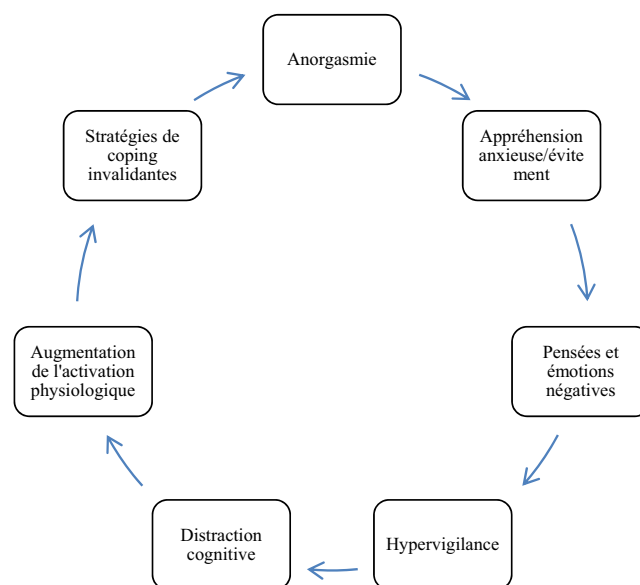 Anorgasmie
Appréhension
anxieuse/évite
ment
Pensées et
émotions
négatives
Hypervigilance
Distraction
cognitive
Augmentation
de l'activation
physiologique
Stratégies de
coping
invalidantes